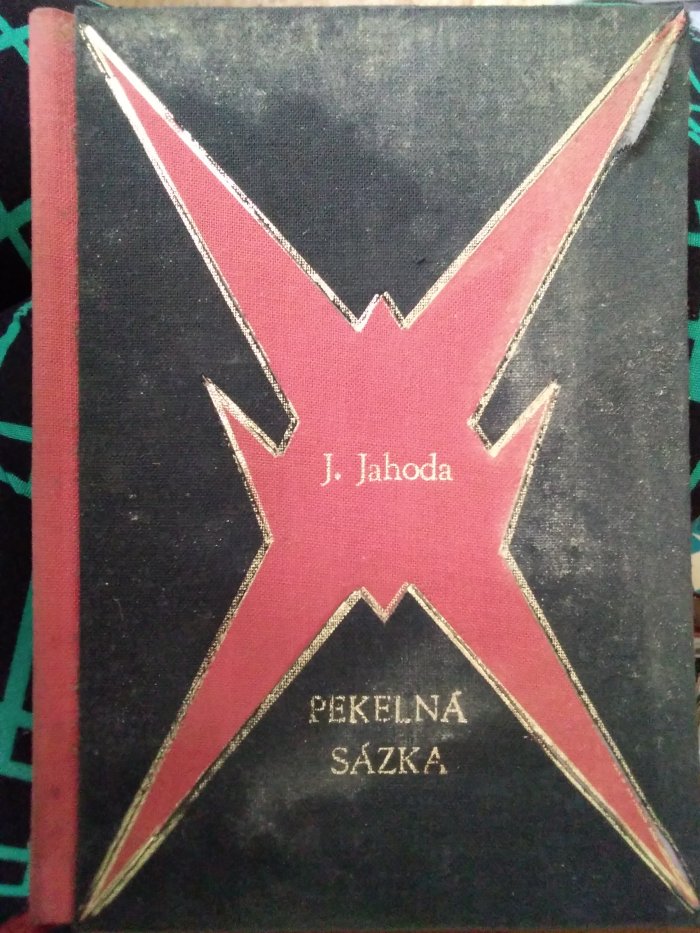 J. Jahoda
PEKELNÁ
SÁZKA